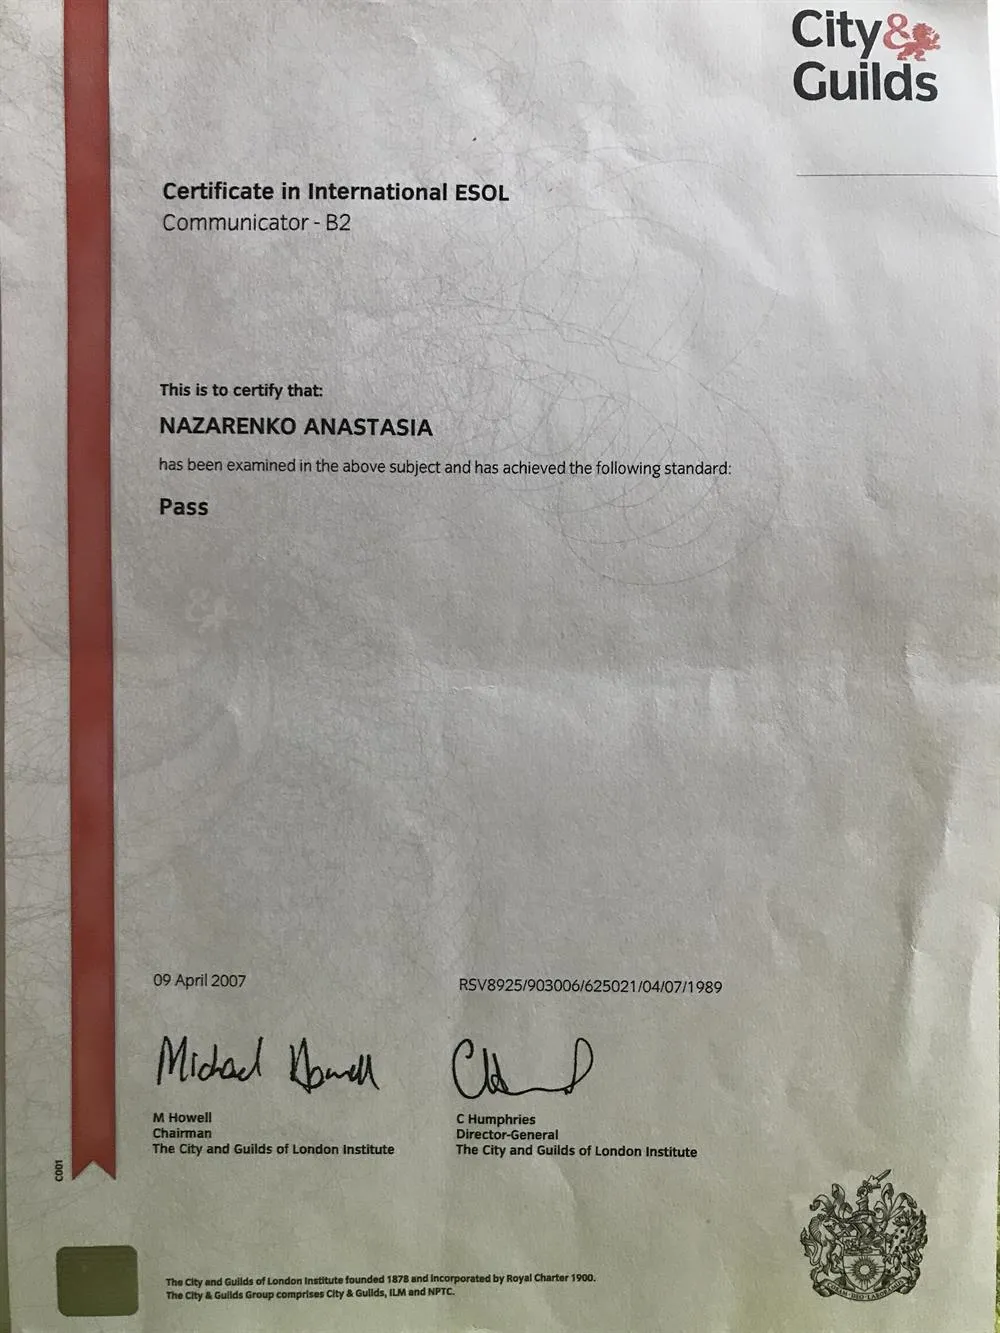 City&
Guilds
Certificate in International ESOL
Communicator - B2
This is to certify that:
NAZARENKO ANASTASIA
has been examined in the above subject and has achieved the following standard:
Pass
09 April 2007
RSV8925/903006/625021/04/07/1989
Michael Howell
M Howell
Chairman
The City and Guilds of London Institute
C Humphries
Director-General
The City and Guilds of London Institute
C001
The City and Guilds of London Institute founded 1878 and incorporated by Royal Charter 1900.
The City & Guilds Group comprises City & Guilds, ILM and NPTC.